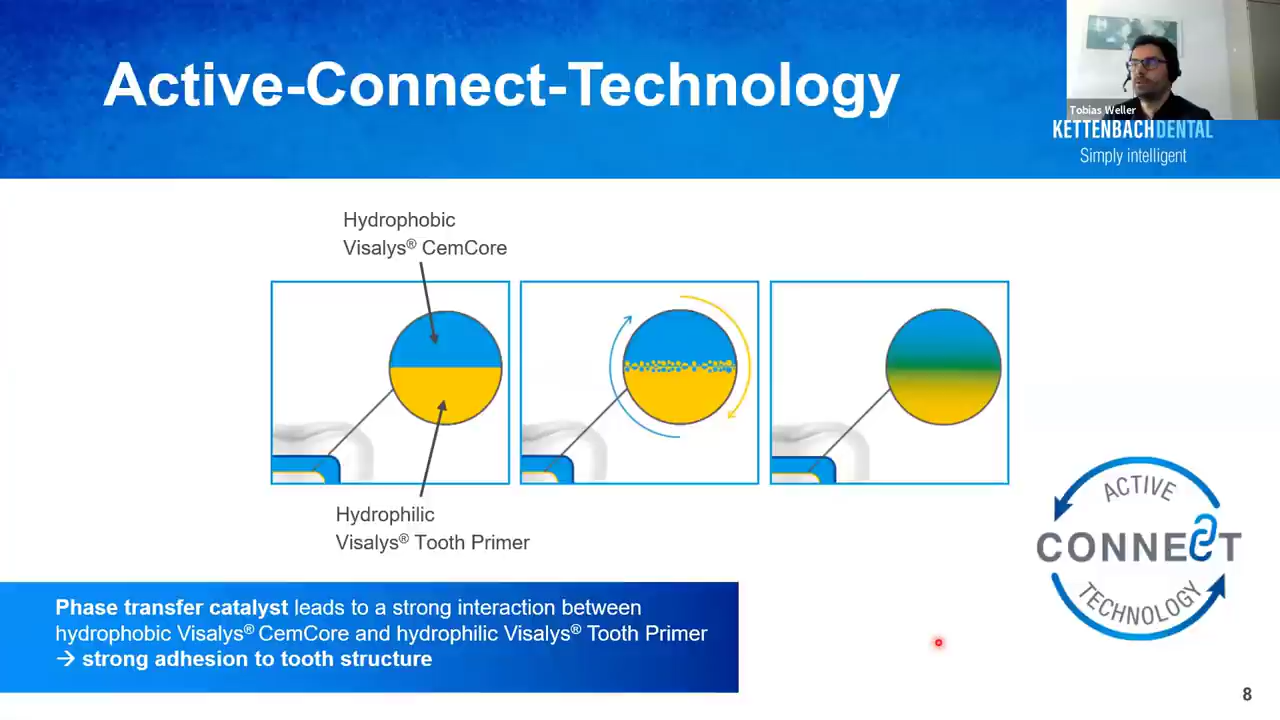 Active-Connect-Technology
Tobias Weller
KETTENBACHDENTAL
Simply intelligent
Hydrophobic
Visalys® CemCore
Hydrophilic
Visalys® Tooth Primer
ACTIVE
CONNECT
TECHNOLOGY
Phase transfer catalyst leads to a strong interaction between
hydrophobic Visalys® CemCore and hydrophilic Visalys® Tooth Primer
→ strong adhesion to tooth structure
8